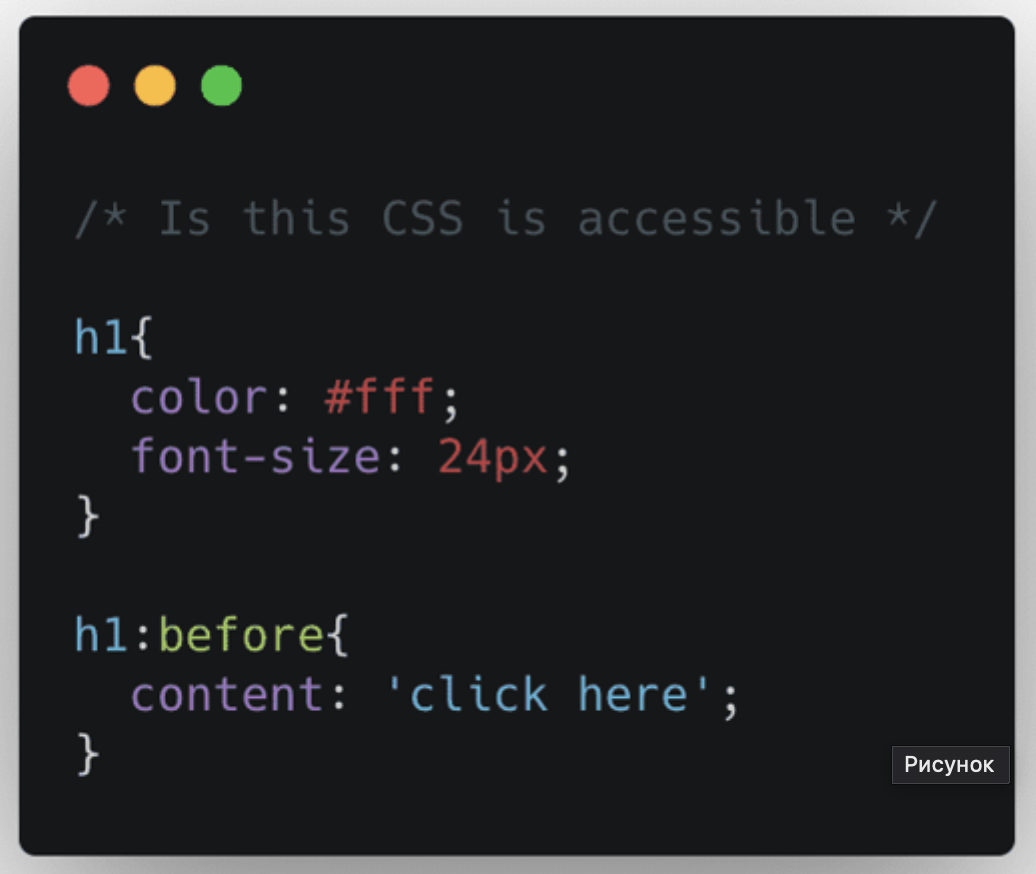 /* Is this CSS is accessible */
h1{
color: #fff;
font-size: 24px;
}
h1:before{
content: 'click here';
}
Рисунок